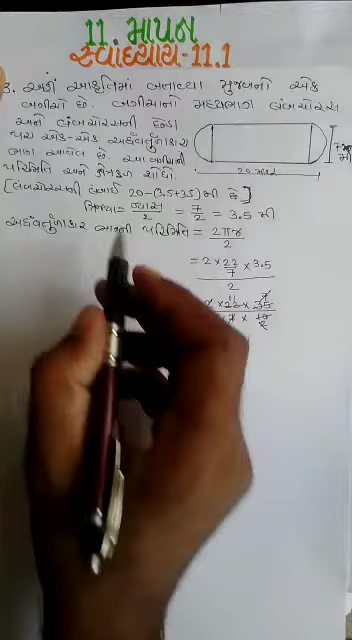 11. માપન
સ્વાધ્યાય-11.1
3. અહીં આકૃતિમાં બતાવ્યા મુજબનો એક
બગીચો છે. બગીચાનો મધ્યભાગ લંબચોરસ
અને લંબચોરસની છેડા
પર એક-એક અર્ધવર્તુળાકાર
ભાગ આવેલ છે. આ બગીચાની
પરિમિતિ અને ક્ષેત્રફળ શોધો.
7 મી
20 મીટર
[લંબચોરસની લંબાઈ 20-(3.5+3.5) મી છે.]
ત્રિજ્યા = વ્યાસ/2 = 7/2 = 3.5 મી
અર્ધવર્તુળાકાર ભાગની પરિમિતિ = 2πr/2
= 2 × 22/7 × 3.5 / 2